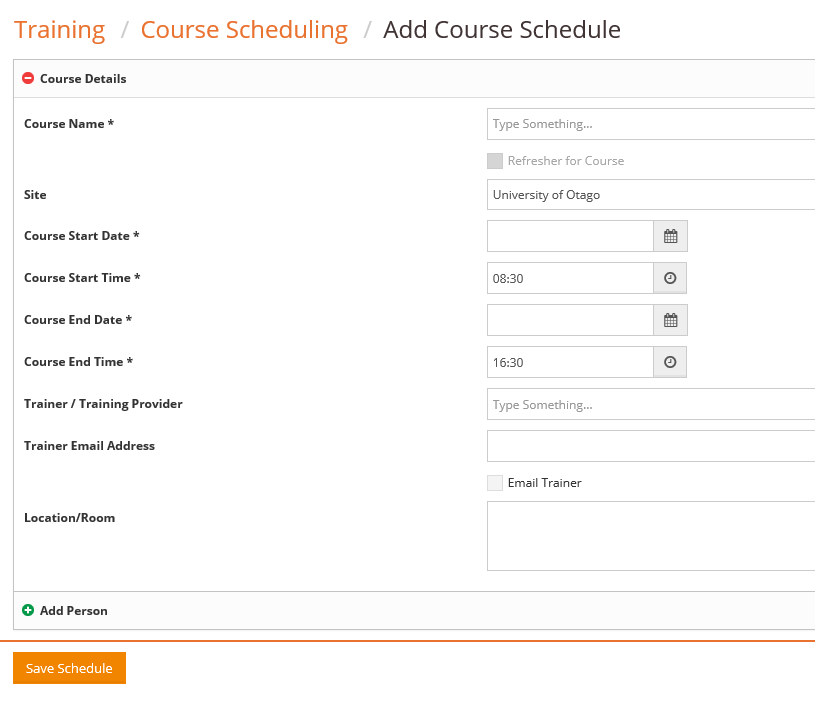 Training / Course Scheduling / Add Course Schedule
Course Details
Course Name * Type Something...
Refresher for Course
Site University of Otago
Course Start Date *
Course Start Time * 08:30
Course End Date *
Course End Time * 16:30
Trainer / Training Provider Type Something...
Trainer Email Address
Email Trainer
Location/Room
Add Person
Save Schedule